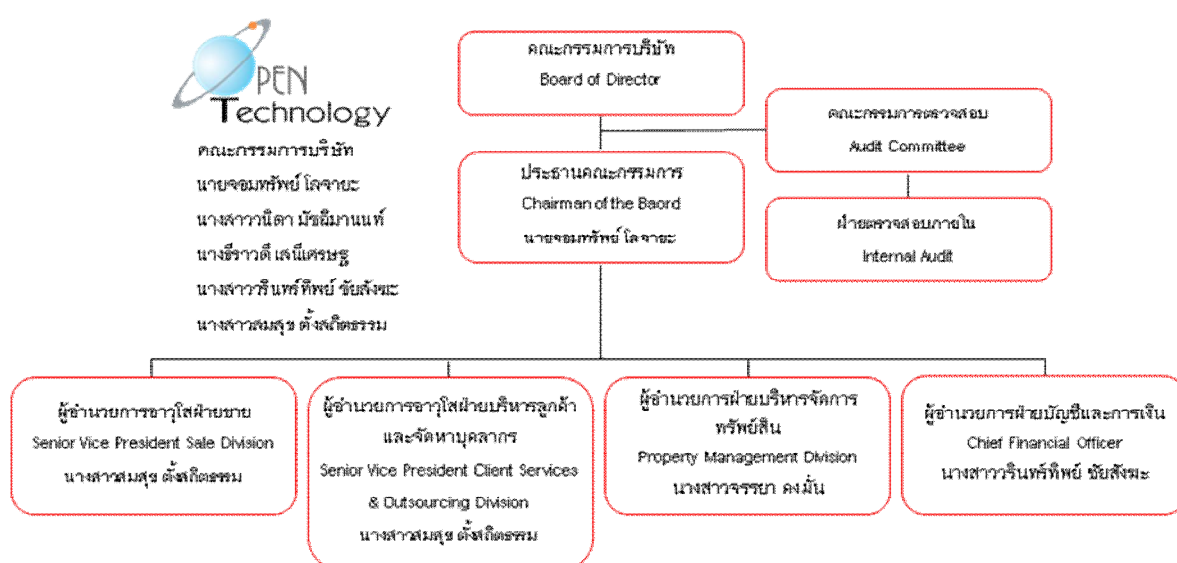 OPEN
Technology
คณะกรรมการบริษัท
นายจอมทรัพย์ โลจายะ
นางสาววนิดา มัชฉิมานนท์
นางธีราวดี เสนีเศรษฐ
นางสาววรินทร์ทิพย์ ชัยสังฆะ
นางสาวสมสุข ตั้งสถิตธรรม
คณะกรรมการบริษัท
Board of Director
คณะกรรมการตรวจสอบ
Audit Committee
ประธานคณะกรรมการ
Chairman of the Baord
นายจอมทรัพย์ โลจายะ
ฝ่ายตรวจสอบภายใน
Internal Audit
ผู้อำนวยการอาวุโสฝ่ายขาย
Senior Vice President Sale Division
นางสาวสมสุข ตั้งสถิตธรรม
ผู้อำนวยการอาวุโสฝ่ายบริหารลูกค้า
และจัดหาบุคลากร
Senior Vice President Client Services
& Outsourcing Division
นางสาวสมสุข ตั้งสถิตธรรม
ผู้อำนวยการฝ่ายบริหารจัดการ
ทรัพย์สิน
Property Management Division
นางสาวจรรยา คงมั่น
ผู้อำนวยการฝ่ายบัญชีและการเงิน
Chief Financial Officer
นางสาววรินทร์ทิพย์ ชัยสังฆะ